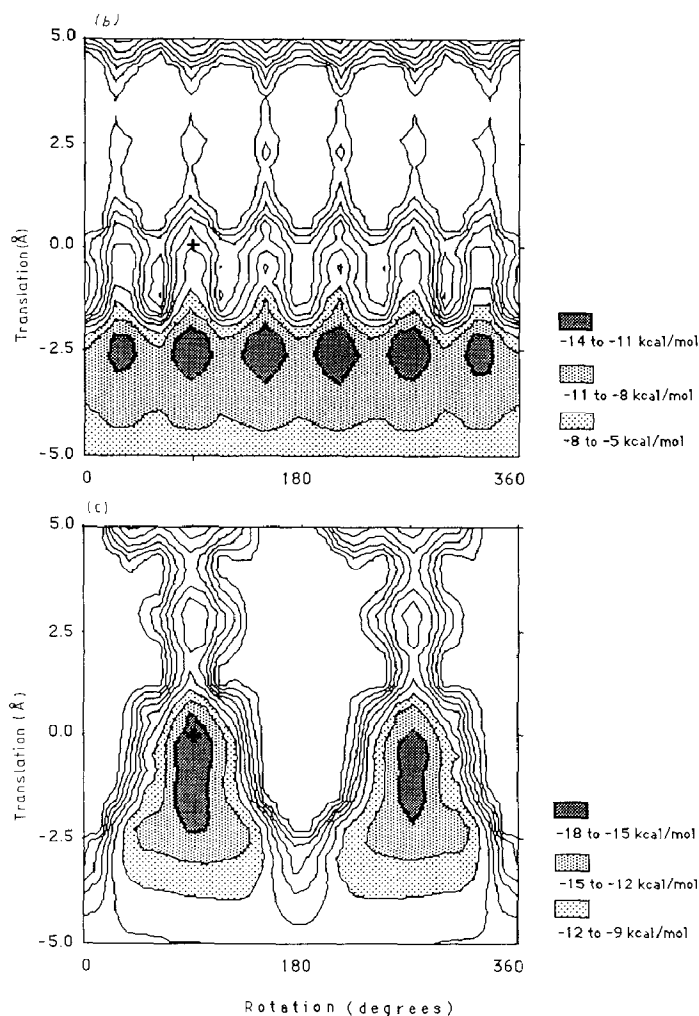 (b)
5.0
2.5
0.0
-2.5
-5.0
Translation(Å)
0 180 360
-14 to -11 kcal/mol
-11 to -8 kcal/mol
-8 to -5 kcal/mol
(c)
5.0
2.5
0.0
-2.5
-5.0
Translation (Å)
0 180 360
-18 to -15 kcal/mol
-15 to -12 kcal/mol
-12 to -9 kcal/mol
Rotation (degrees)